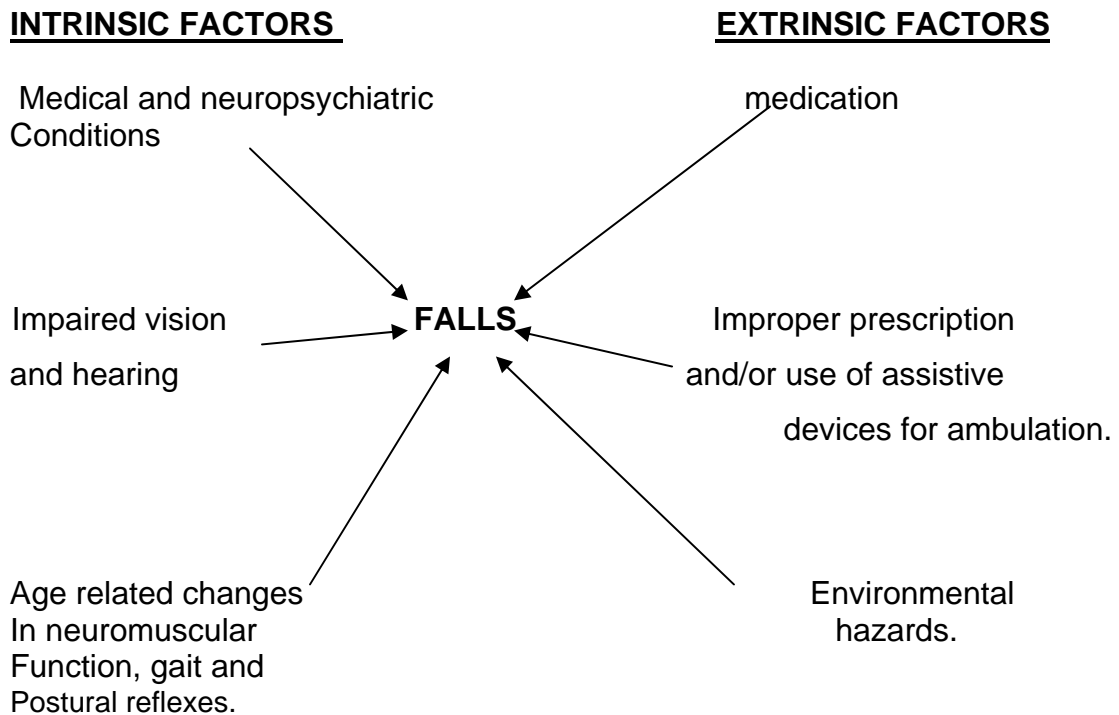 INTRINSIC FACTORS
EXTRINSIC FACTORS
Medical and neuropsychiatric
Conditions
medication
Impaired vision
and hearing
FALLS
Improper prescription
and/or use of assistive
devices for ambulation.
Age related changes
In neuromuscular
Function, gait and
Postural reflexes.
Environmental
hazards.